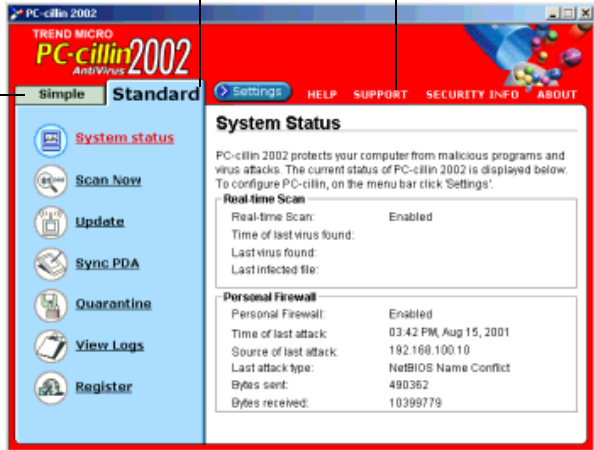 PC-cillin 2002
TREND MICRO
PC-cillin 2002
AntiVirus
Simple Standard Settings HELP SUPPORT SECURITY INFO ABOUT
System status
Scan Now
Update
Sync PDA
Quarantine
View Logs
Register
System Status
PC-cillin 2002 protects your computer from malicious programs and
virus attacks. The current status of PC-cillin 2002 is displayed below.
To configure PC-cillin, on the menu bar click 'Settings'.
Real-time Scan
Real-time Scan: Enabled
Time of last virus found:
Last virus found:
Last infected file:
Personal Firewall
Personal Firewall: Enabled
Time of last attack: 03:42 PM, Aug 15, 2001
Source of last attack: 192.168.100.10
Last attack type: NetBIOS Name Conflict
Bytes sent: 490362
Bytes received: 10399779